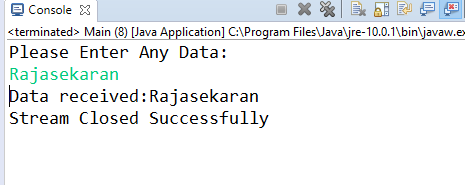 Console
<terminated> Main (8) [Java Application] C:\Program Files\Java\jre-10.0.1\bin\javaw.ex
Please Enter Any Data:
Rajasekaran
Data received:Rajasekaran
Stream Closed Successfully